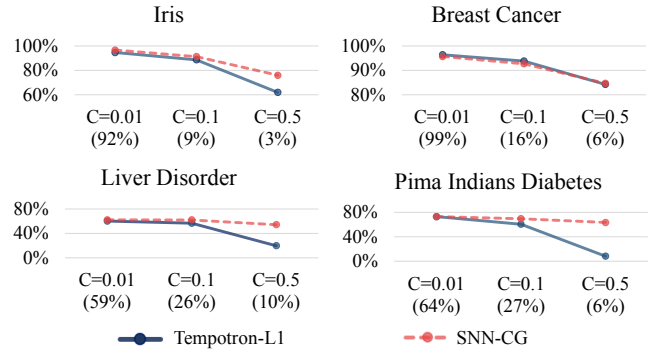 Iris
100%
80%
60%
C=0.01 C=0.1 C=0.5
(92%) (9%) (3%)
Breast Cancer
100%
90%
80%
C=0.01 C=0.1 C=0.5
(99%) (16%) (6%)
Liver Disorder
80%
40%
0%
C=0.01 C=0.1 C=0.5
(59%) (26%) (10%)
Pima Indians Diabetes
80%
40%
0%
C=0.01 C=0.1 C=0.5
(64%) (27%) (6%)
Tempotron-L1 SNN-CG